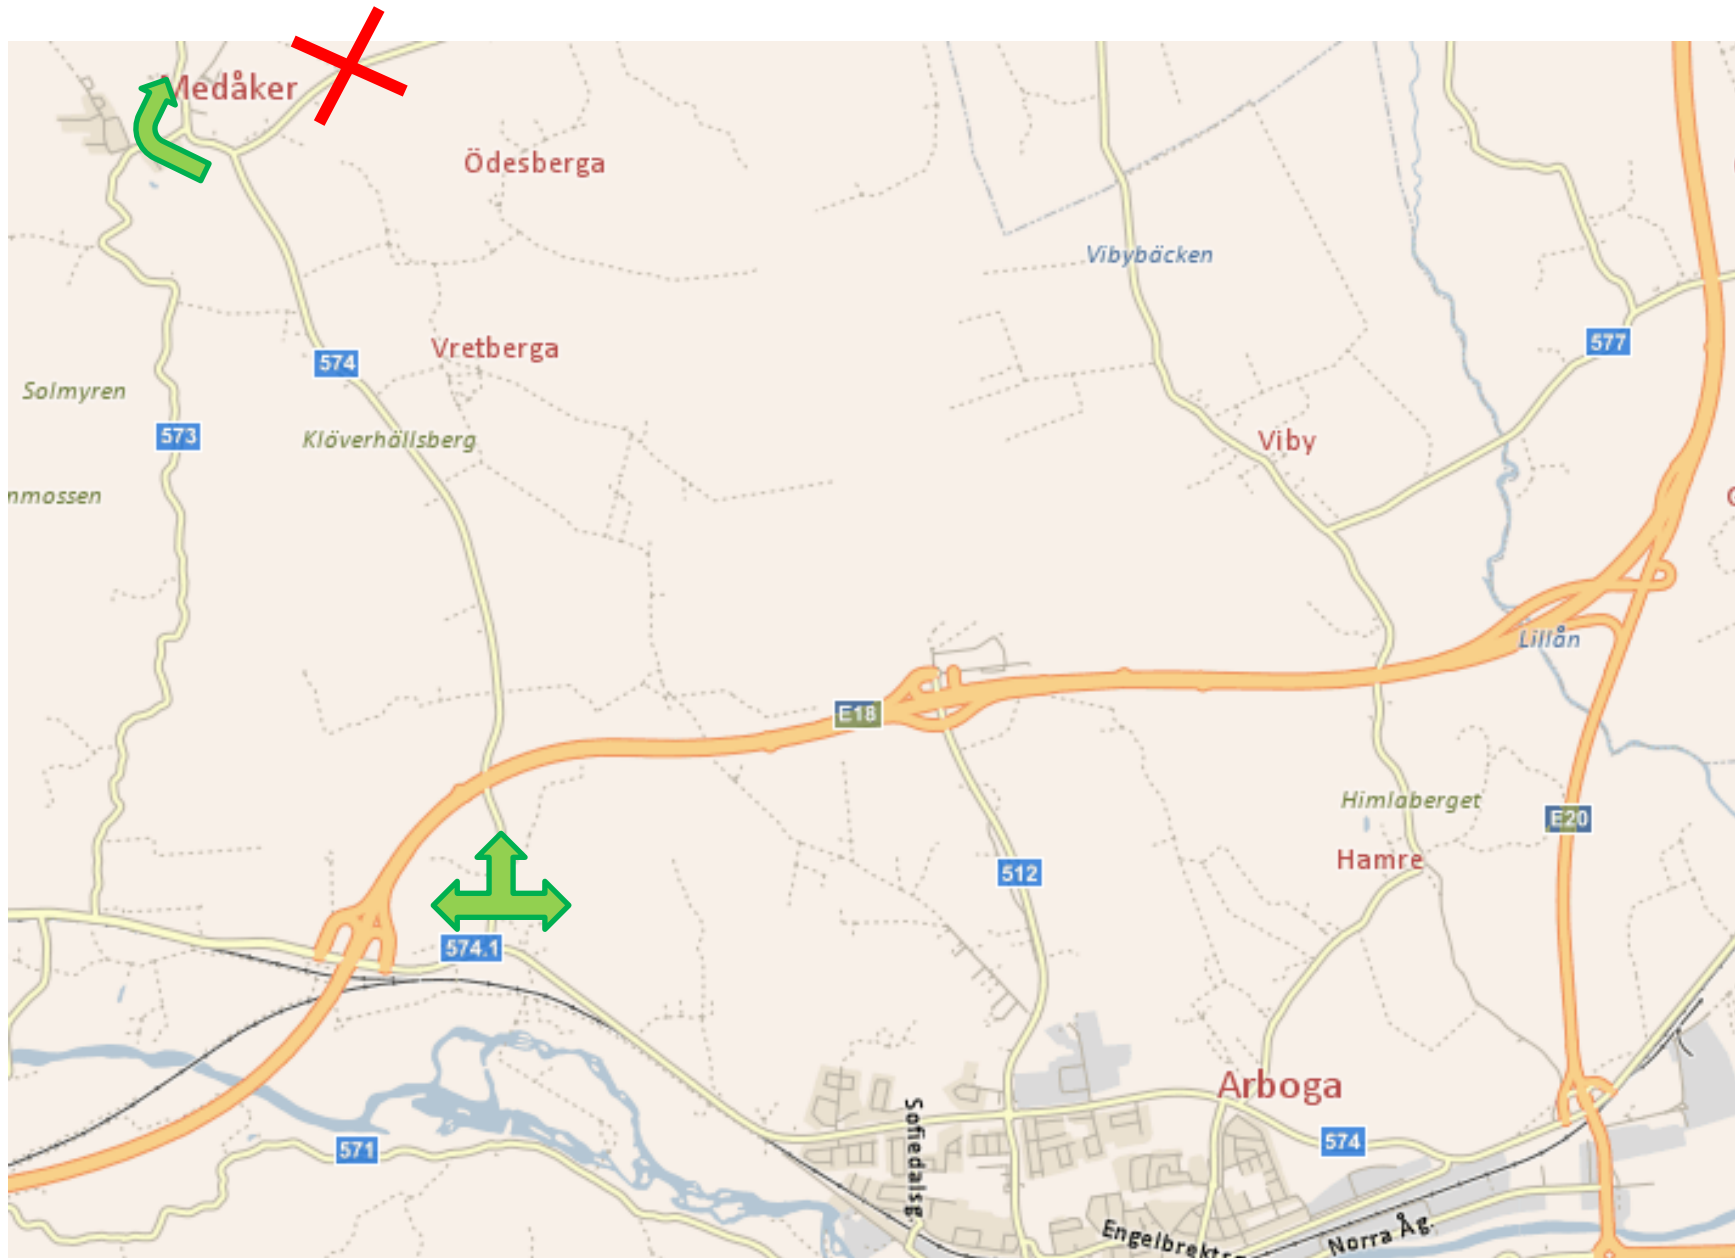 Medåker
Ödesberga
Vibybäcken
577
Vretberga
574
Solmyren
573
Klöverhällsberg
Viby
nmossen
Lillån
E18
Himlaberget
E20
Hamre
512
574.1
Arboga
Sofiedalsg
574
571
Engelbrektsg
Norra Åg.